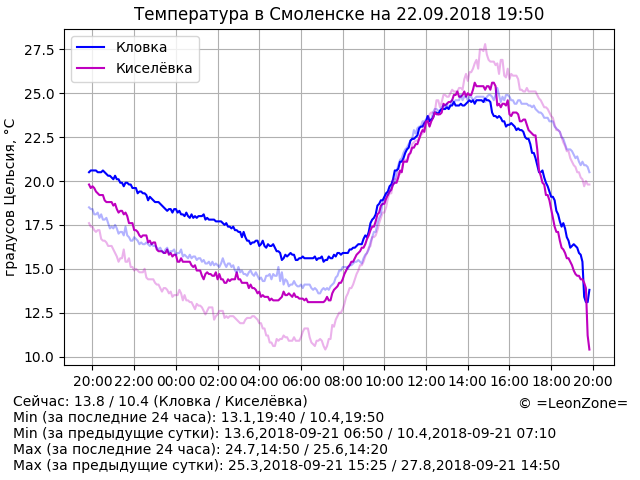 Температура в Смоленске на 22.09.2018 19:50
градусов Цельсия, °C
27.5
25.0
22.5
20.0
17.5
15.0
12.5
10.0
Кловка
Киселёвка
20:00 22:00 00:00 02:00 04:00 06:00 08:00 10:00 12:00 14:00 16:00 18:00 20:00
Сейчас: 13.8 / 10.4 (Кловка / Киселёвка)
© =LeonZone=
Min (за последние 24 часа): 13.1,19:40 / 10.4,19:50
Min (за предыдущие сутки): 13.6,2018-09-21 06:50 / 10.4,2018-09-21 07:10
Max (за последние 24 часа): 24.7,14:50 / 25.6,14:20
Max (за предыдущие сутки): 25.3,2018-09-21 15:25 / 27.8,2018-09-21 14:50